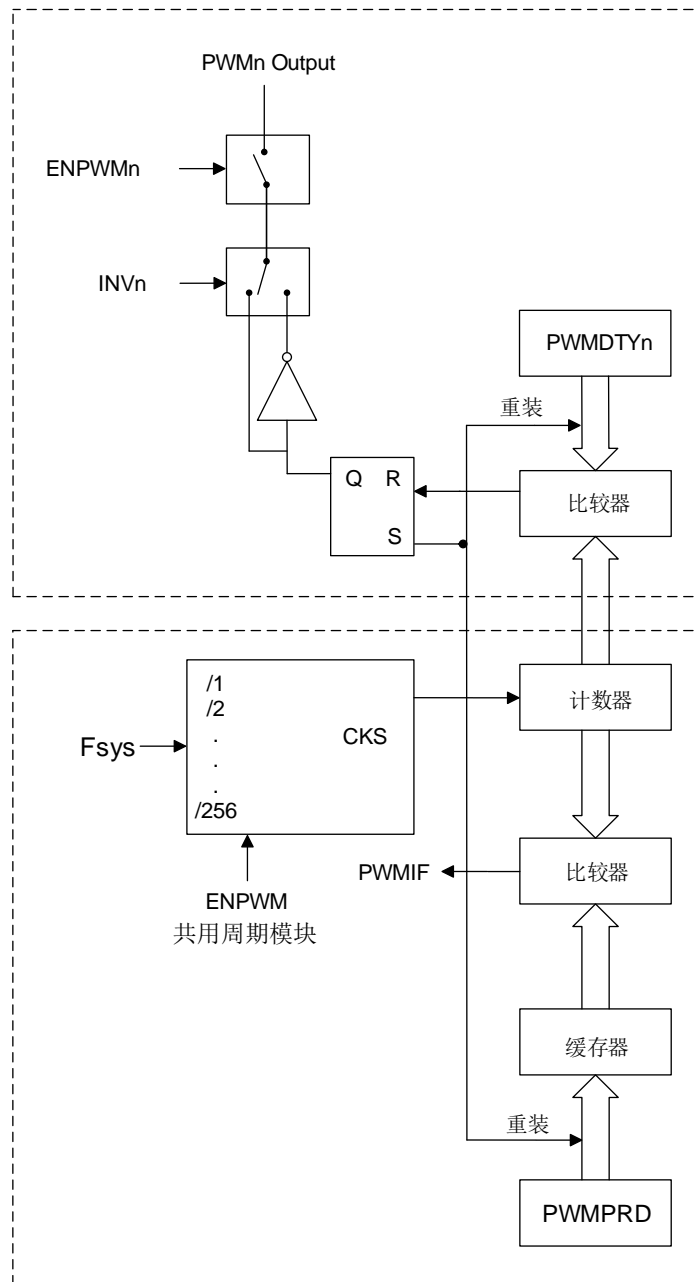 PWMn Output
ENPWMn
INVn
PWMDTYn
重装
Q R
S
比较器
/1
/2
.
.
.
/256
CKS
Fsys
计数器
ENPWM
共用周期模块
PWMIF
比较器
缓存器
重装
PWMPRD